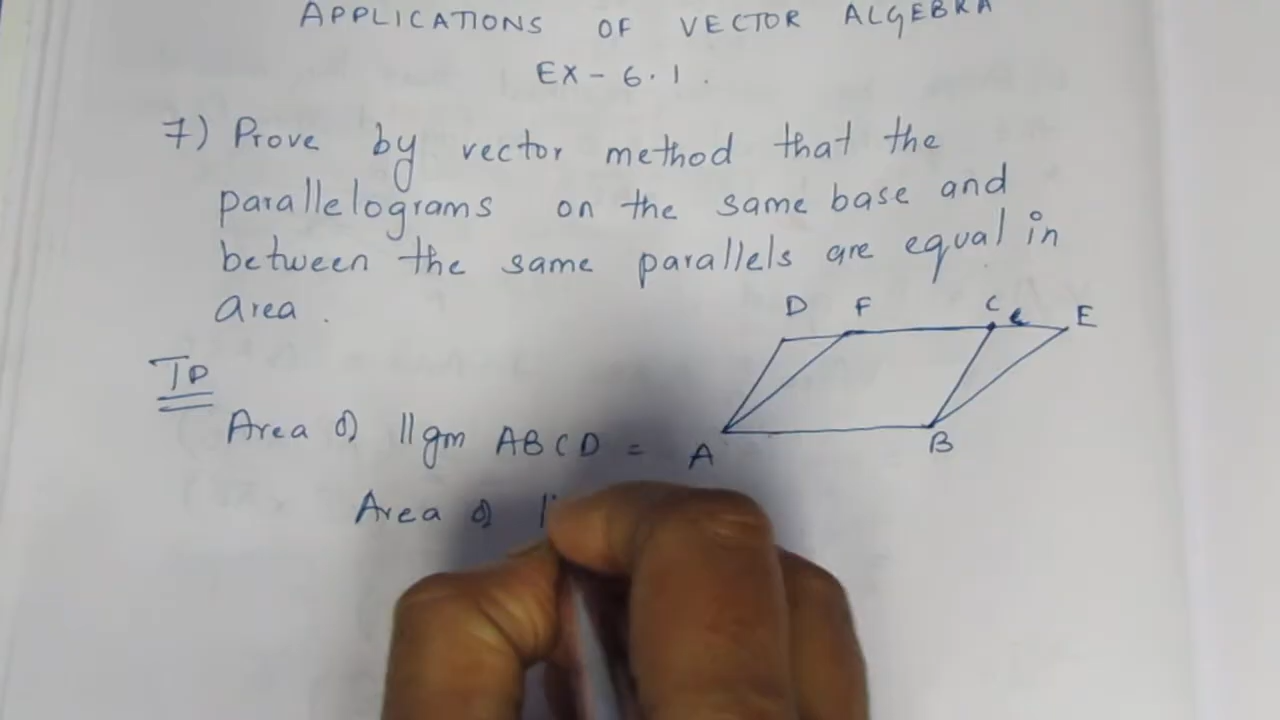 APPLICATIONS OF VECTOR ALGEBRA
EX - 6.1.
7) Prove by vector method that the
parallelograms on the same base and
between the same parallels are equal in
area.
D F C E
TP
Area of ||gm ABCD =
A B
Area of